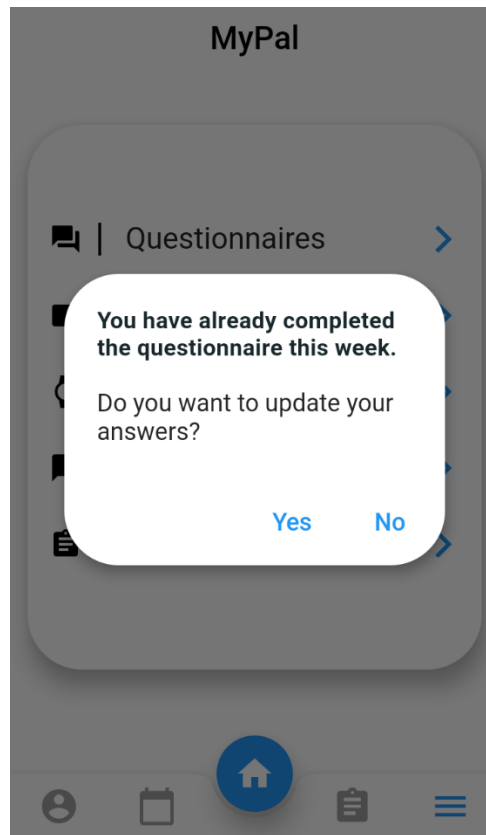 MyPal
Questionnaires
You have already completed
the questionnaire this week.
Do you want to update your
answers?
Yes No